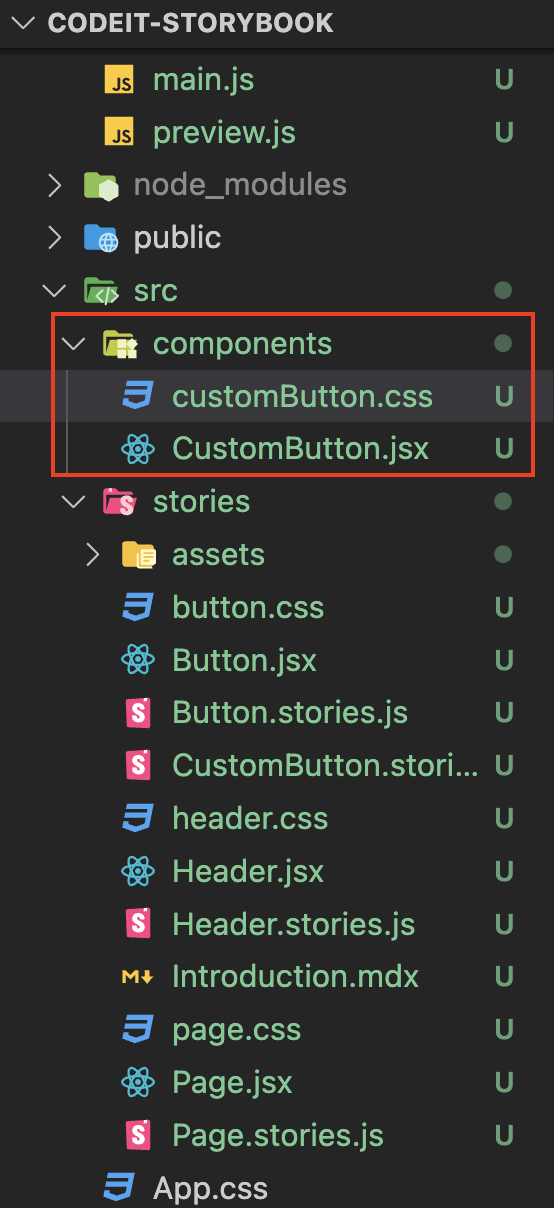 CODEIT-STORYBOOK
JS main.js U
JS preview.js U
node_modules
public
src
components
customButton.css U
CustomButton.jsx U
stories
assets
button.css U
Button.jsx U
Button.stories.js U
CustomButton.stori... U
header.css U
Header.jsx U
Header.stories.js U
Introduction.mdx U
page.css U
Page.jsx U
Page.stories.js U
App.css